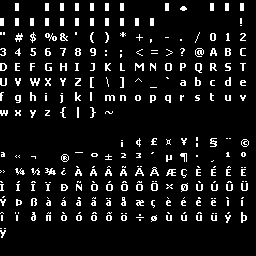 !
" # $ % & ' ( ) * + , - . / 0 1 2
3 4 5 6 7 8 9 : ; < = > ? @ A B C
D E F G H I J K L M N O P Q R S T
U V W X Y Z [ \ ] ^ _ ` a b c d e
f g h i j k l m n o p q r s t u v
w x y z { | } ~
¡ ¢ £ ¤ ¥ ¦ § ¨ ©
ª « ¬ ® ¯ ° ± ² ³ ´ µ ¶ · ¸ ¹ º
» ¼ ½ ¾ ¿ À Á Â Ã Ä Å Æ Ç È É Ê Ë
Ì Í Î Ï Ð Ñ Ò Ó Ô Õ Ö × Ø Ù Ú Û Ü
Ý Þ ß à á â ã ä å æ ç è é ê ë ì í
î ï ð ñ ò ó ô õ ö ÷ ø ù ú û ü ý þ
ÿ